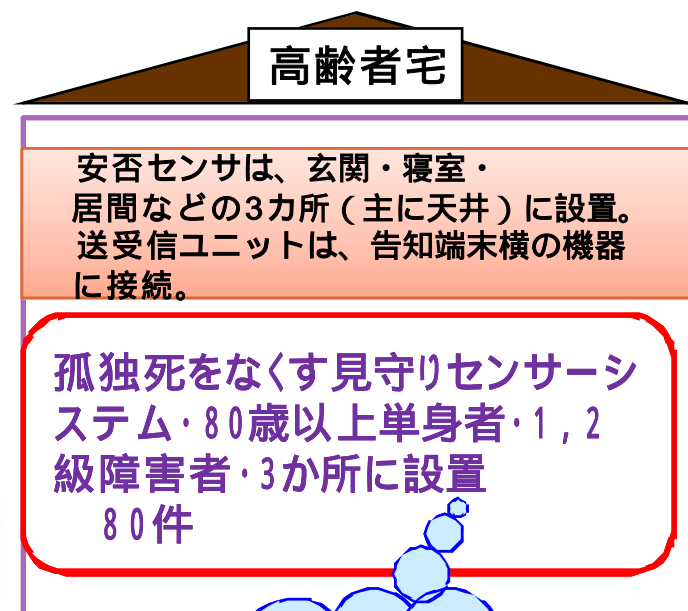 高齢者宅
安否センサは、玄関・寝室・
居間などの3カ所（主に天井）に設置。
送受信ユニットは、告知端末横の機器
に接続。
孤独死をなくす見守りセンサーシ
ステム・80歳以上単身者・1,2
級障害者・3か所に設置
80件